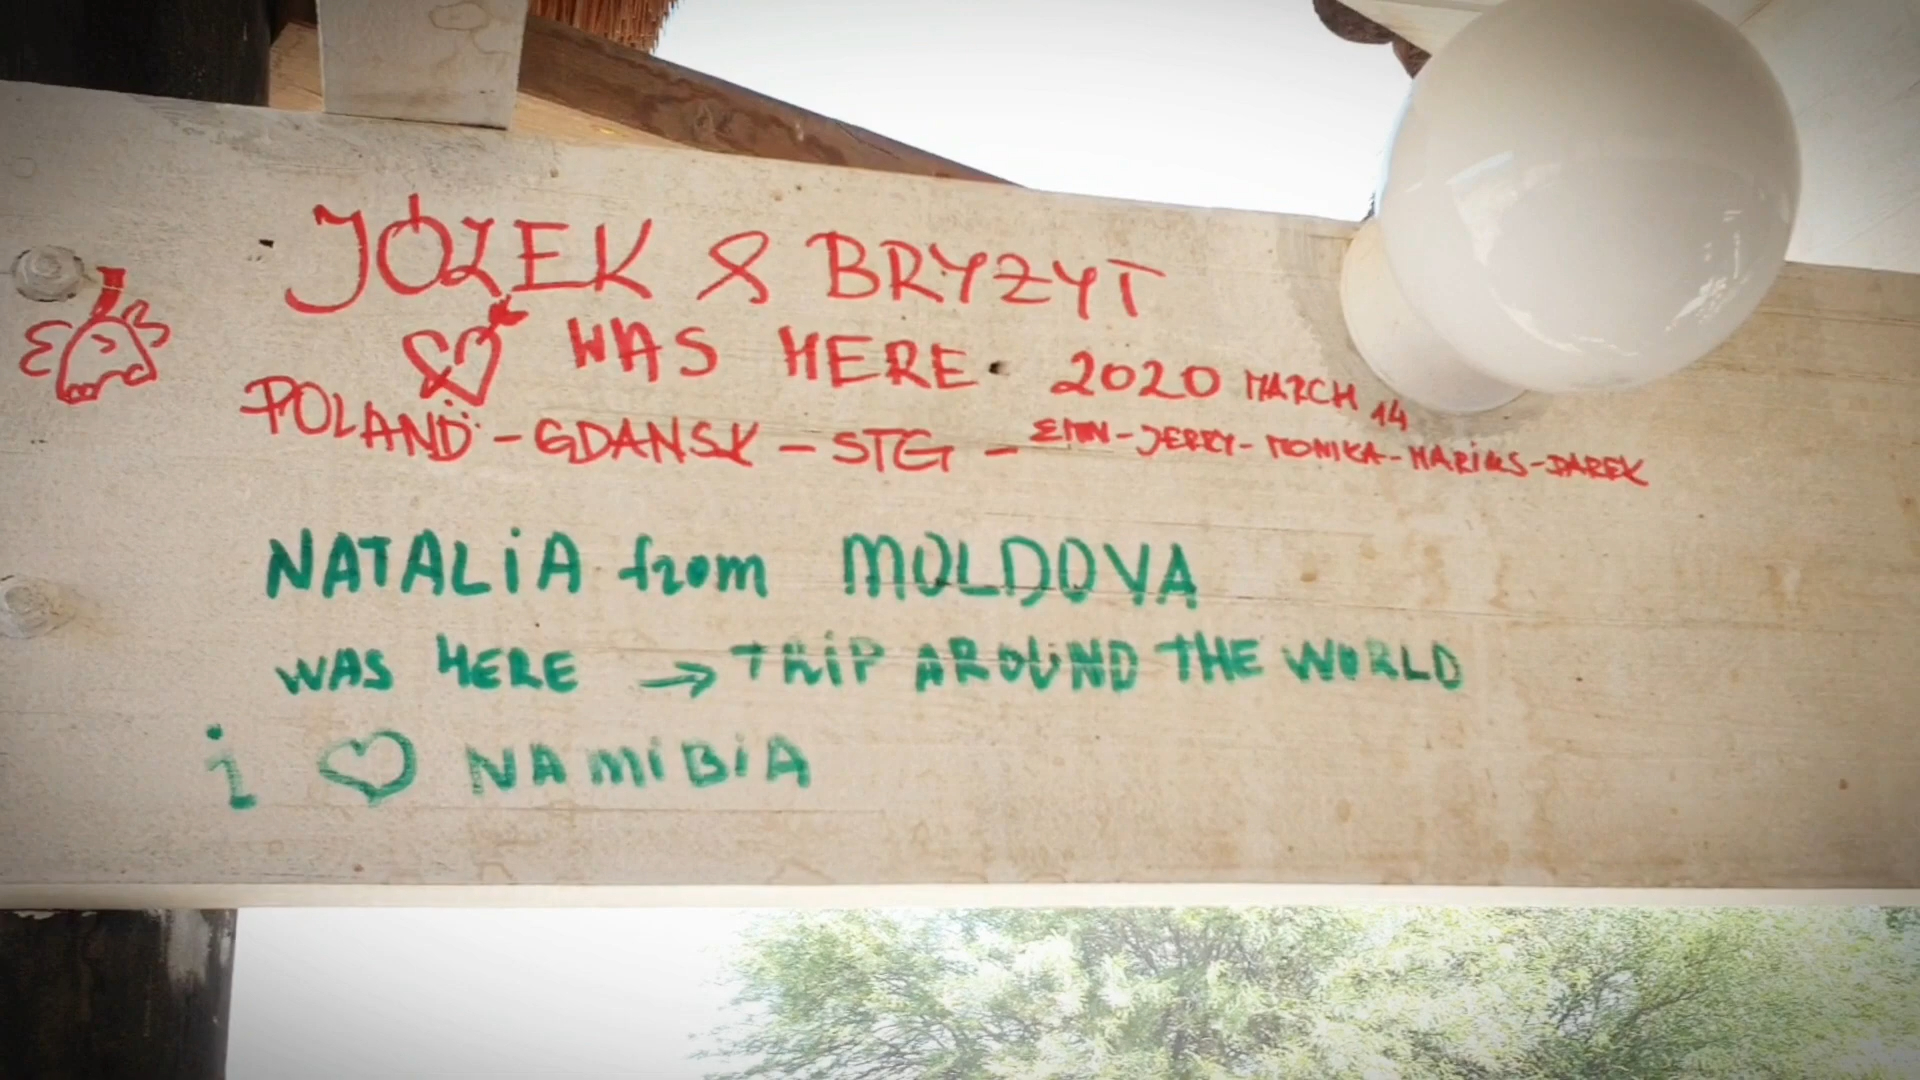 JÓZEK & BRYZYT
WAS HERE 2020 MARCH 14
POLAND - GDANSK - STG - - JERRY - MONIKA - MARIUS - DAREK
NATALiA from MOLDOVA
WAS HERE → TRiP AROUND THE WORLD
i ♡ NAMiBiA